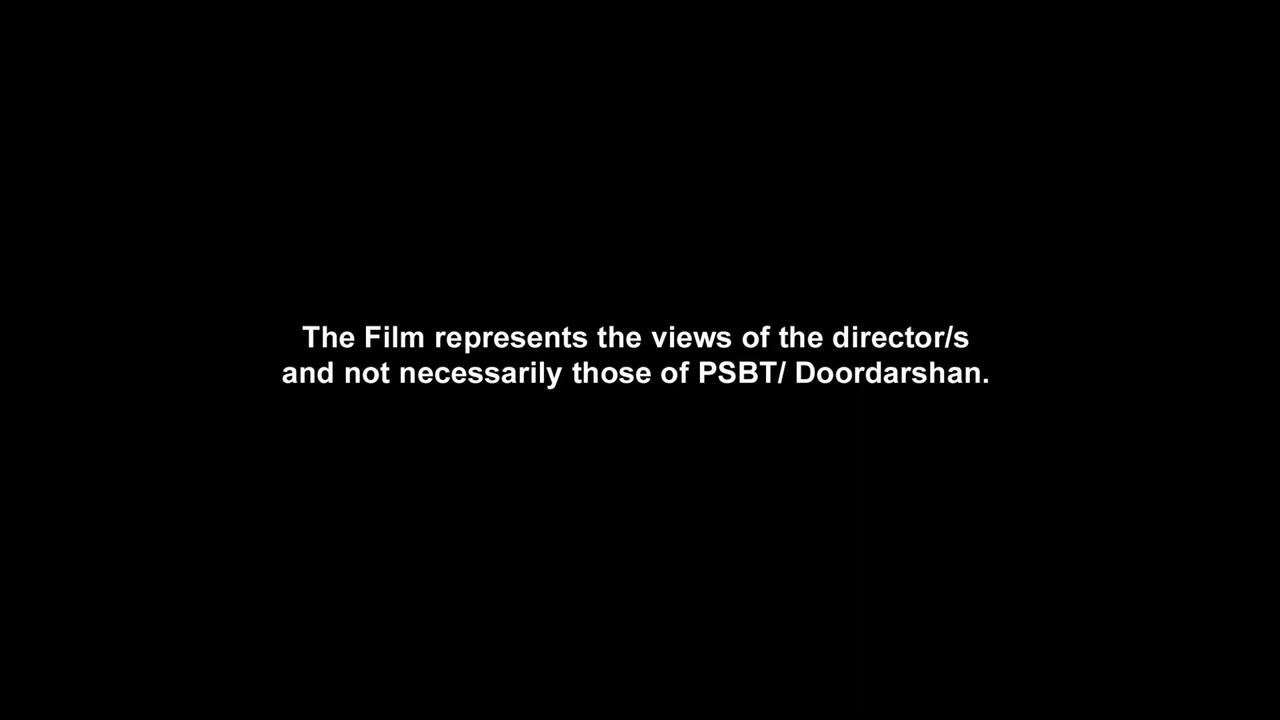 The Film represents the views of the director/s
and not necessarily those of PSBT/ Doordarshan.